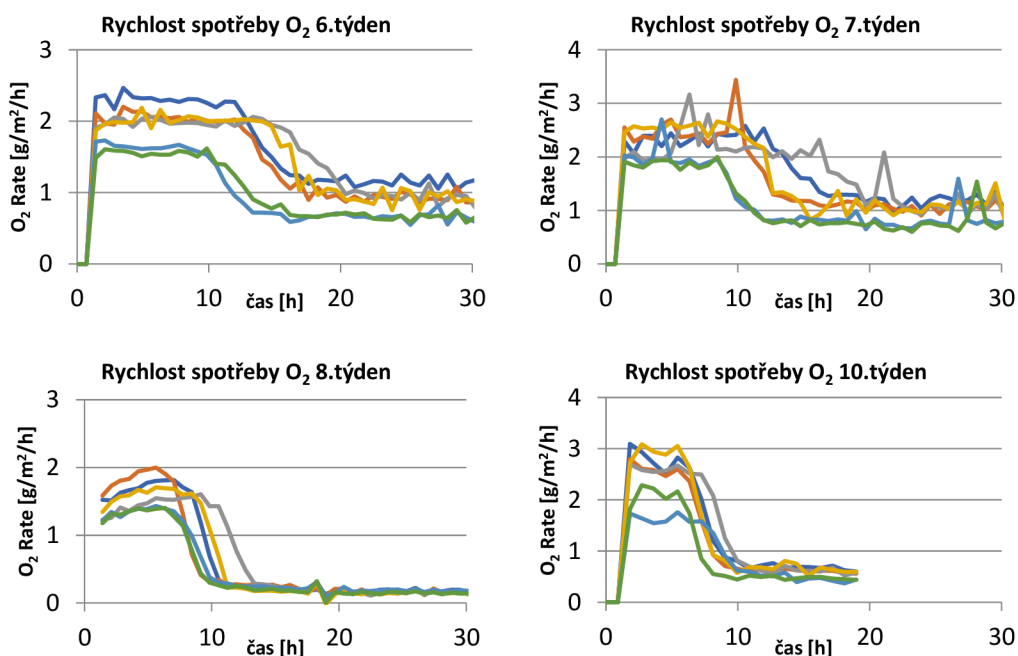 Rychlost spotřeby O₂ 6.týden
3
2
1
0
O₂ Rate [g/m²/h]
0 10 20 30
čas [h]
Rychlost spotřeby O₂ 7.týden
4
3
2
1
0
O₂ Rate [g/m²/h]
0 10 20 30
čas [h]
Rychlost spotřeby O₂ 8.týden
3
2
1
0
O₂ Rate [g/m²/h]
0 10 20 30
čas [h]
Rychlost spotřeby O₂ 10.týden
4
3
2
1
0
O₂ Rate [g/m²/h]
0 10 20 30
čas [h]